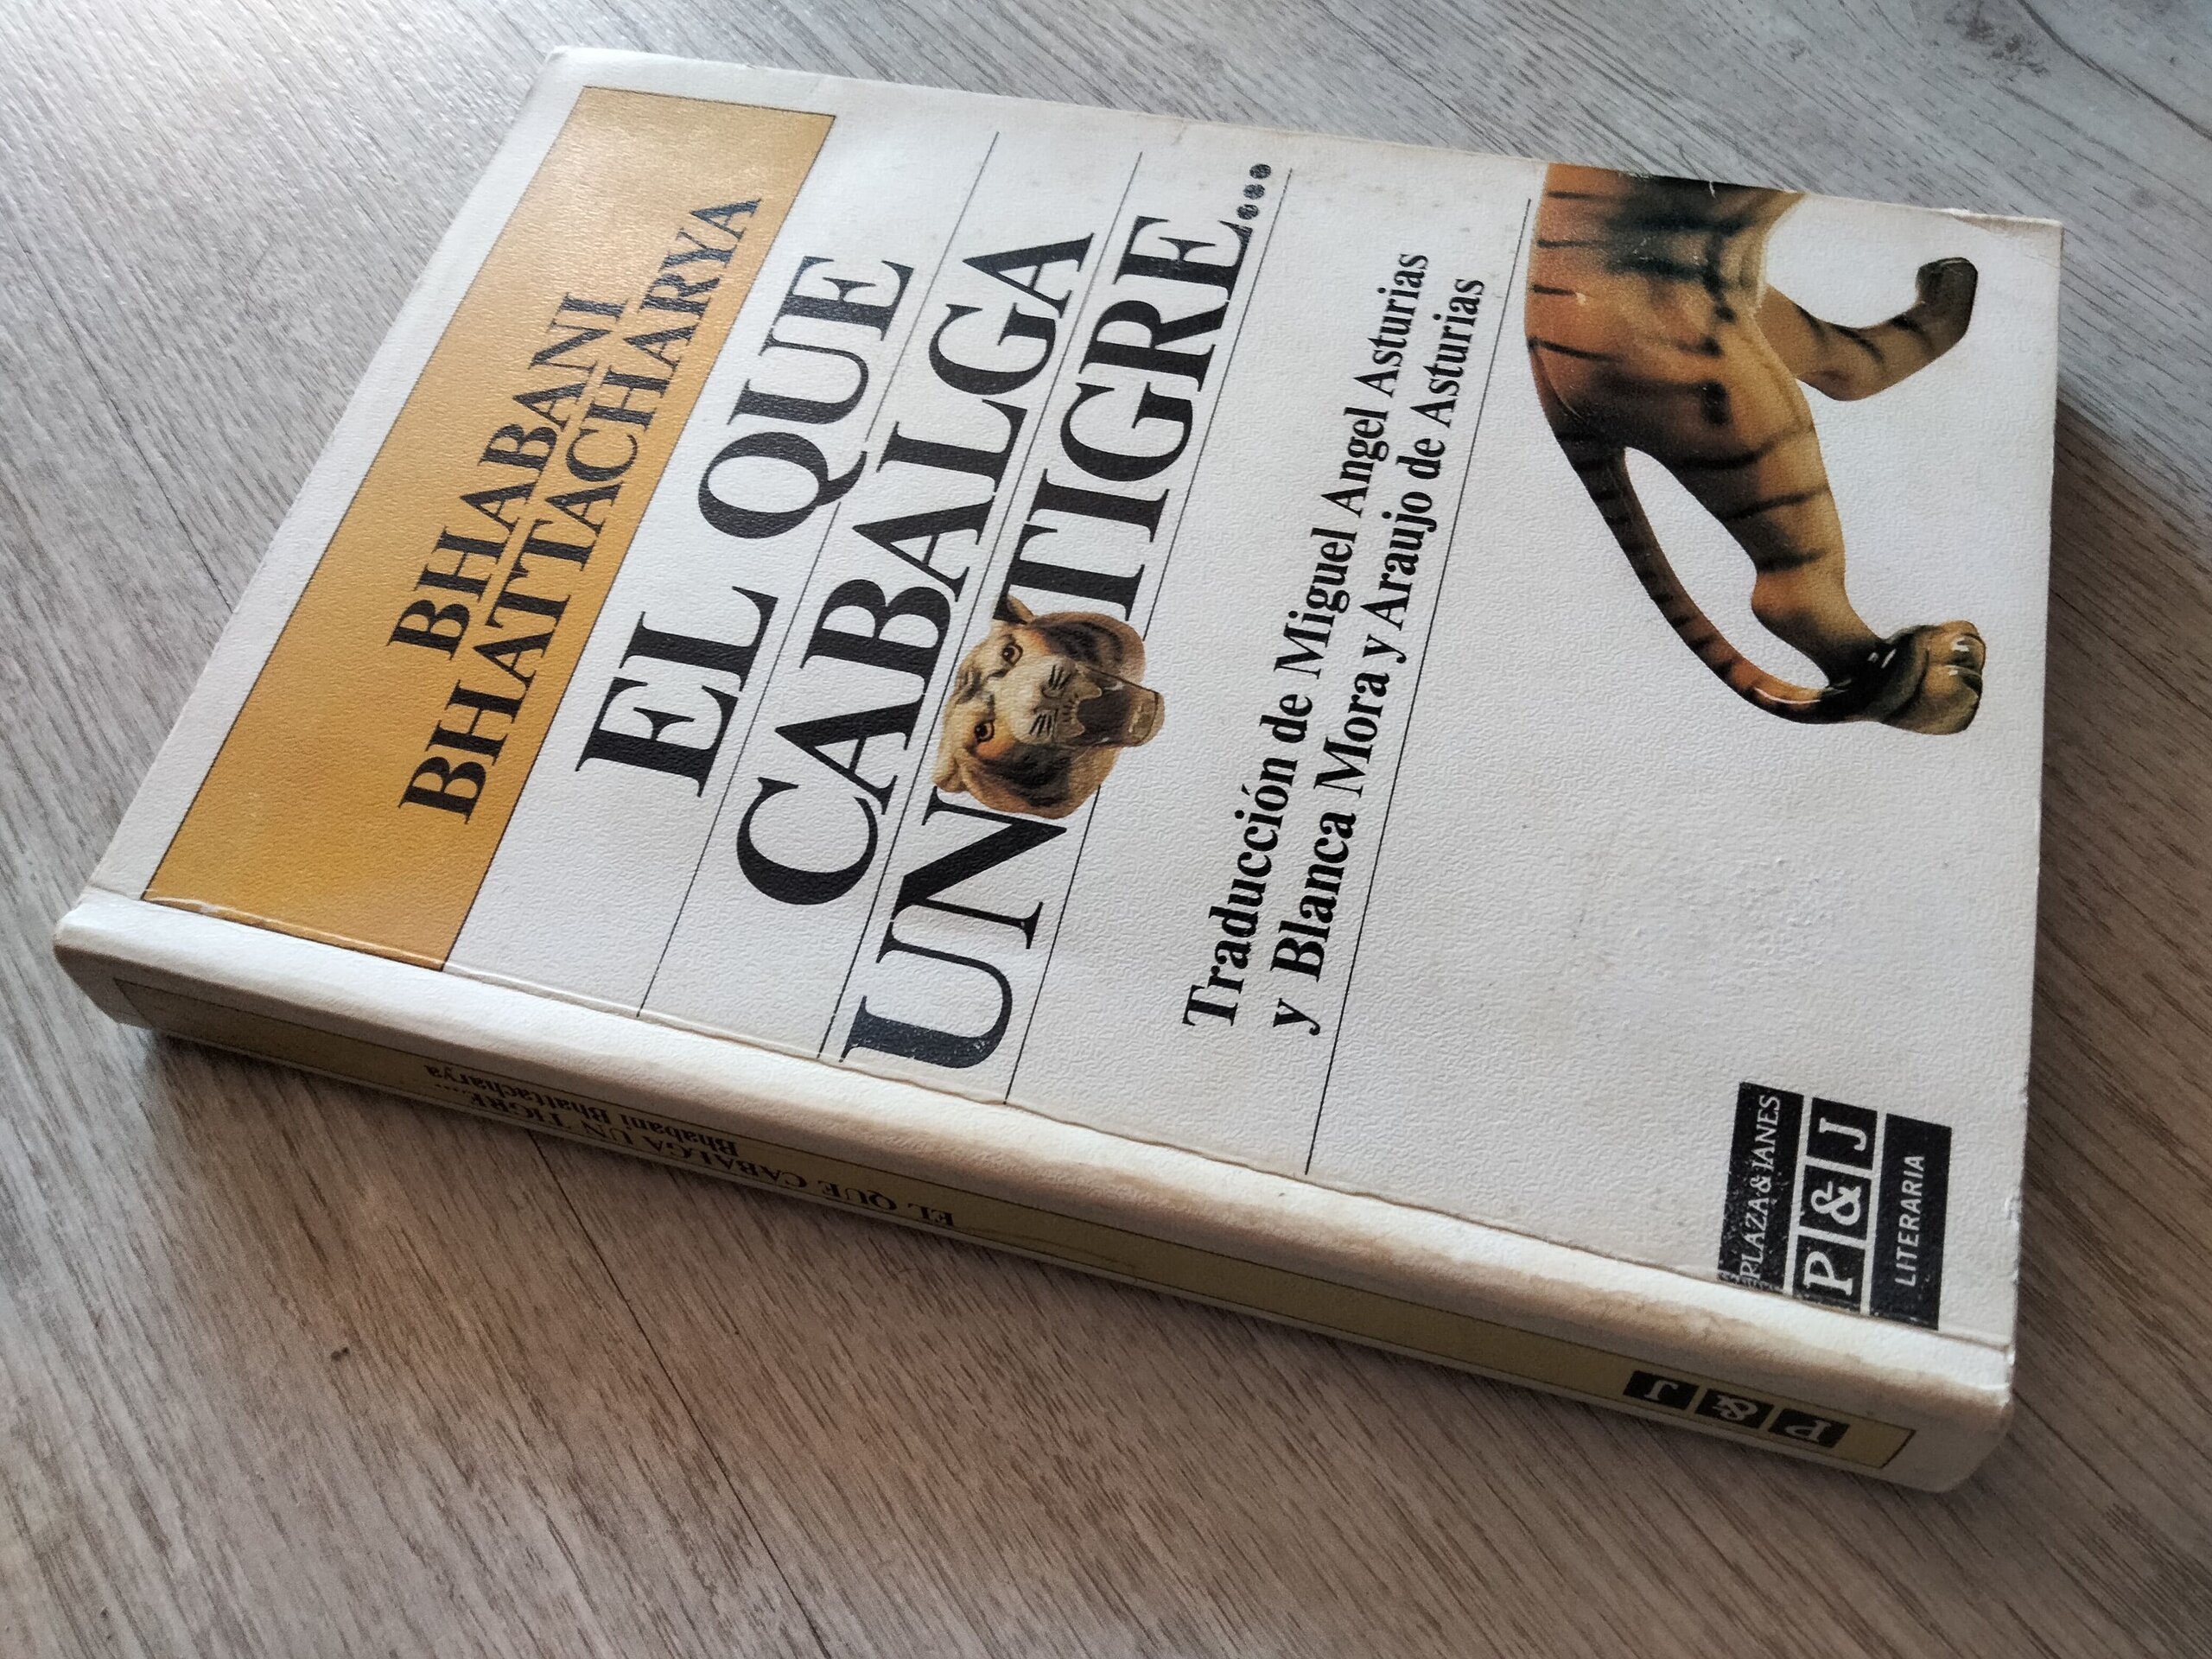 BHABANI
BHATTACHARYA
EL QUE
CABALGA
UN TIGRE...
Traducción de Miguel Angel Asturias
y Blanca Mora y Araujo de Asturias
PLAZA & JANES
P&J
LITERARIA
EL QUE CABALGA UN TIGRE...
Bhabani Bhattacharya
P&J